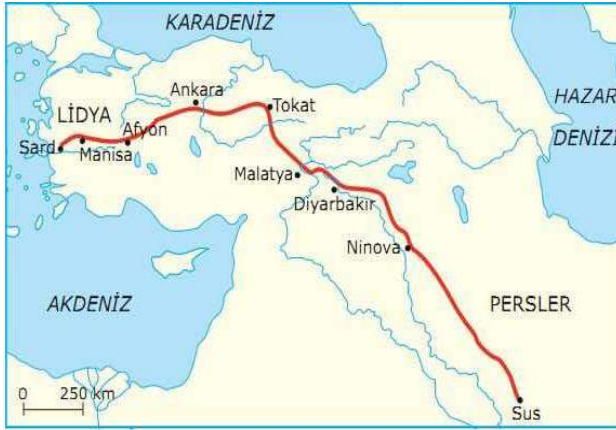 KARADENİZ
HAZAR
DENİZİ
Ankara
Tokat
LİDYA
Afyon
Sard
Manisa
Malatya
Diyarbakır
Ninova
AKDENİZ
PERSLER
0 250 km
Sus